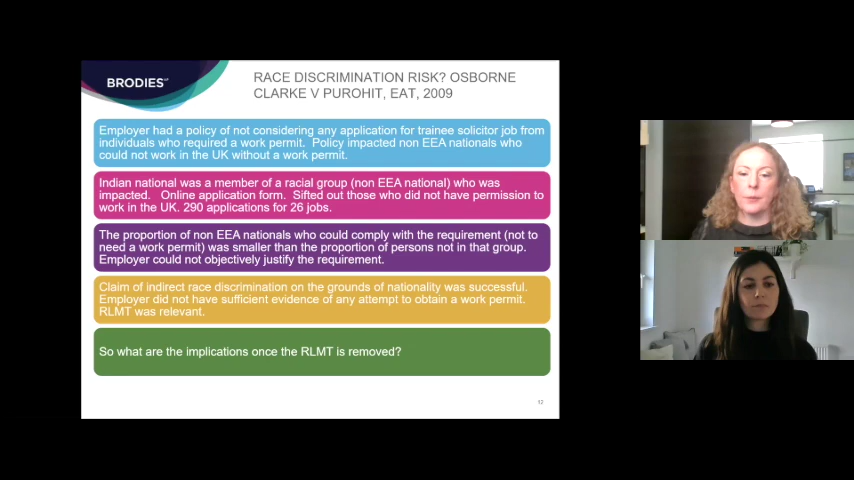 BRODIES LLP
RACE DISCRIMINATION RISK? OSBORNE
CLARKE V PUROHIT, EAT, 2009
Employer had a policy of not considering any application for trainee solicitor job from
individuals who required a work permit. Policy impacted non EEA nationals who
could not work in the UK without a work permit.
Indian national was a member of a racial group (non EEA national) who was
impacted. Online application form. Sifted out those who did not have permission to
work in the UK. 290 applications for 26 jobs.
The proportion of non EEA nationals who could comply with the requirement (not to
need a work permit) was smaller than the proportion of persons not in that group.
Employer could not objectively justify the requirement.
Claim of indirect race discrimination on the grounds of nationality was successful.
Employer did not have sufficient evidence of any attempt to obtain a work permit.
RLMT was relevant.
So what are the implications once the RLMT is removed?
12